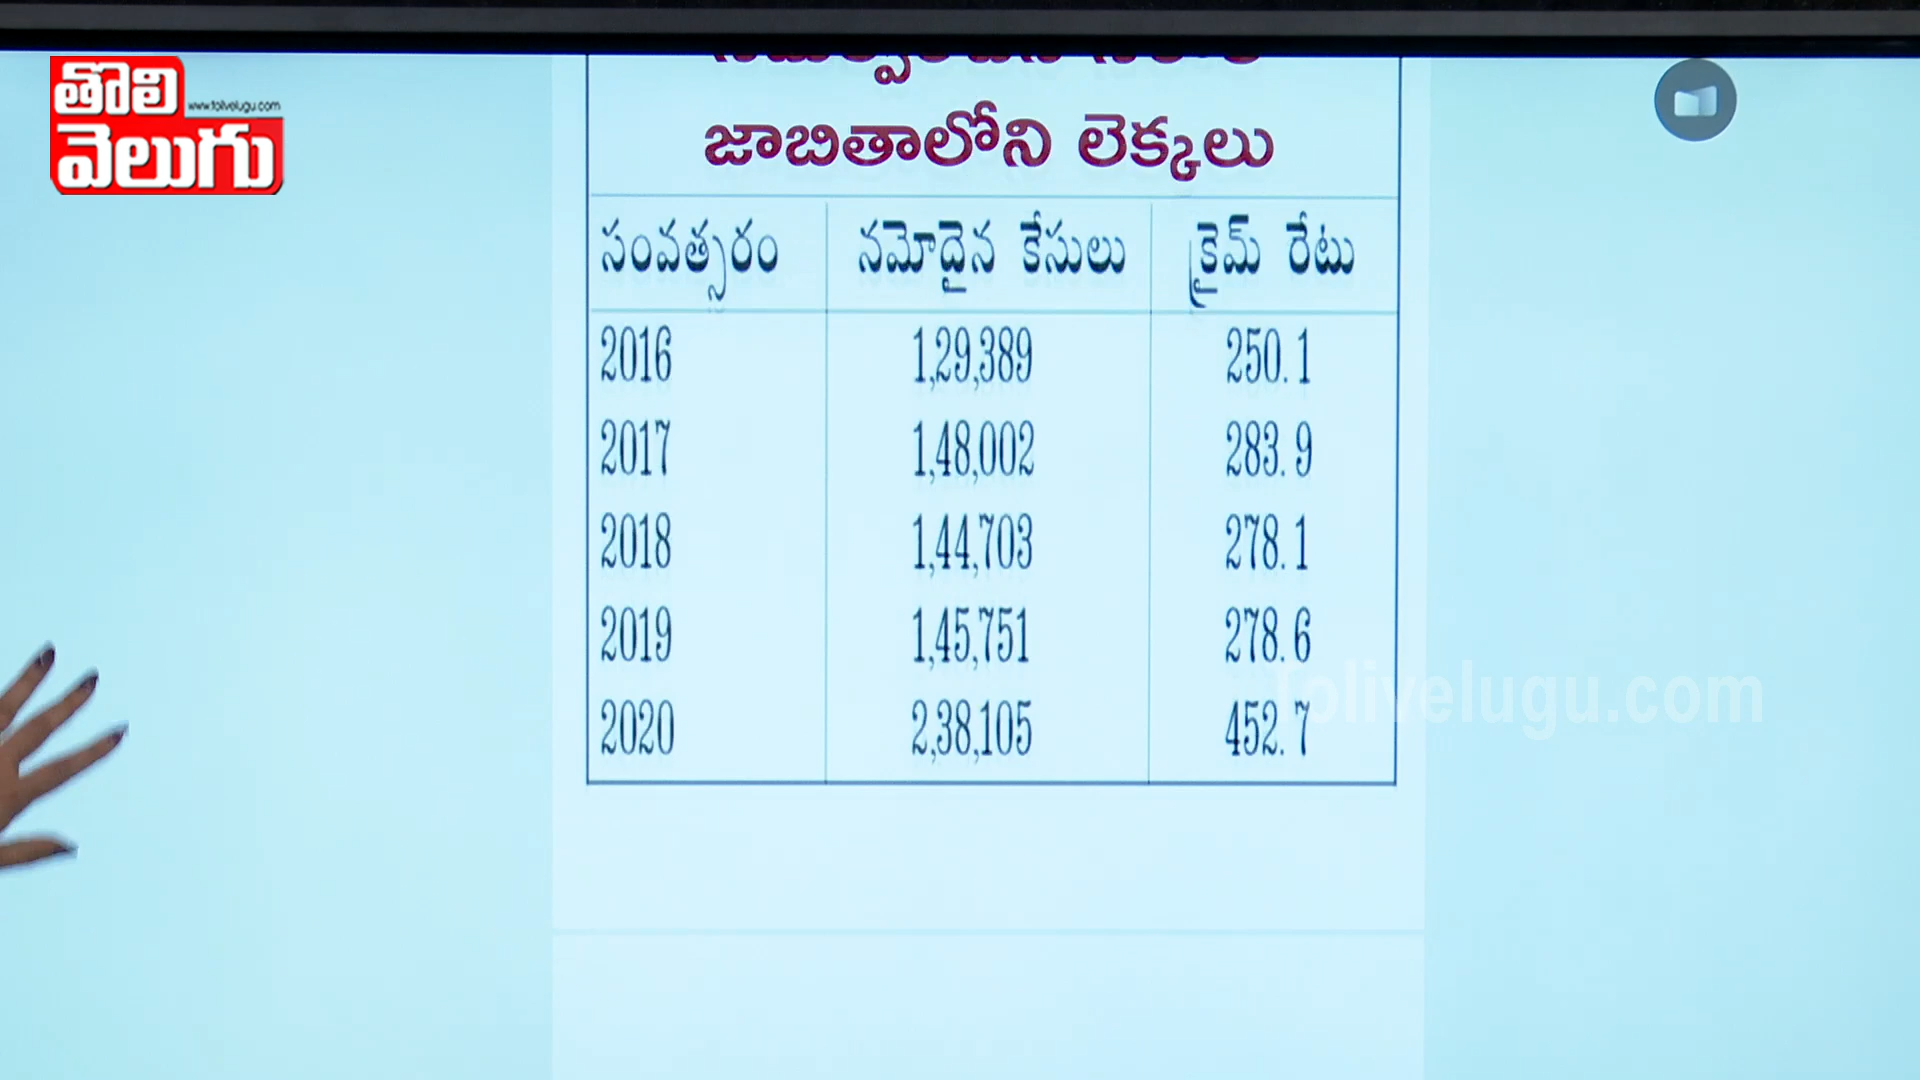 తొలి
www.tolivelugu.com
వెలుగు
జాబితాలోని లెక్కలు
సంవత్సరం నమోదైన కేసులు క్రైమ్ రేటు
2016 1,29,389 250.1
2017 1,48,002 283.9
2018 1,44,703 278.1
2019 1,45,751 278.6
2020 2,38,105 452.7
Tolivelugu.com